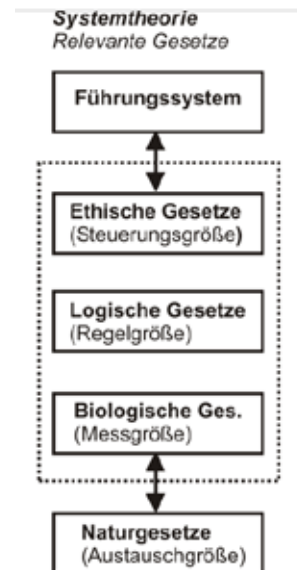 Systemtheorie
Relevante Gesetze
Führungssystem
Ethische Gesetze
(Steuerungsgröße)
Logische Gesetze
(Regelgröße)
Biologische Ges.
(Messgröße)
Naturgesetze
(Austauschgröße)